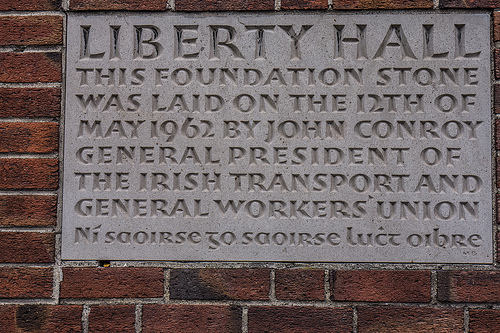 LIBERTY HALL
THIS FOUNDATION STONE
WAS LAID ON THE 12TH OF
MAY 1962 BY JOHN CONROY
GENERAL PRESIDENT OF
THE IRISH TRANSPORT AND
GENERAL WORKERS' UNION
Ní saoirse go saoirse luct oibre